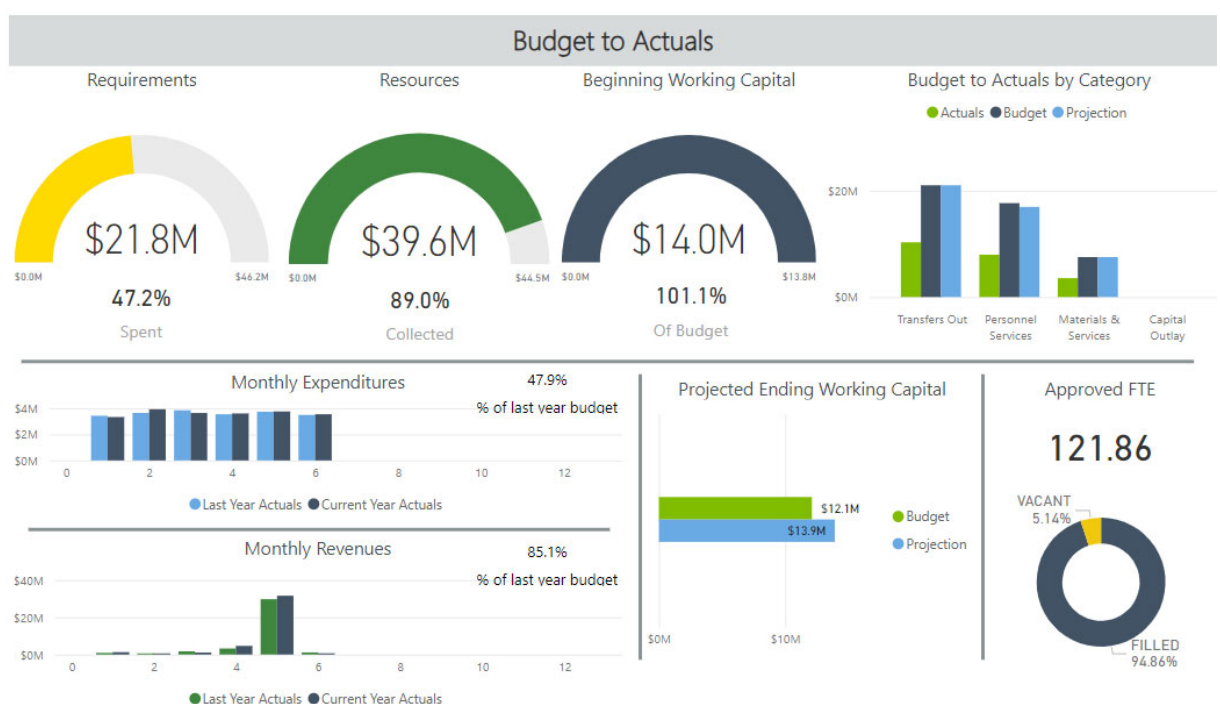 Budget to Actuals
Requirements
$21.8M
$0.0M
$46.2M
47.2%
Spent
Resources
$39.6M
$0.0M
$44.5M
89.0%
Collected
Beginning Working Capital
$14.0M
$0.0M
$13.8M
101.1%
Of Budget
Budget to Actuals by Category
Actuals Budget Projection
$20M
$0M
Transfers Out
Personnel
Services
Materials &
Services
Capital
Outlay
Monthly Expenditures
47.9%
% of last year budget
$4M
$2M
$0M
0 2 4 6 8 10 12
Last Year Actuals Current Year Actuals
Monthly Revenues
85.1%
% of last year budget
$40M
$20M
$0M
0 2 4 6 8 10 12
Last Year Actuals Current Year Actuals
Projected Ending Working Capital
$12.1M
$13.9M
Budget
Projection
$0M $10M
Approved FTE
121.86
VACANT
5.14%
FILLED
94.86%